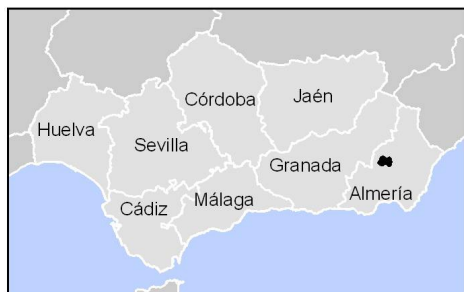 Córdoba
Jaén
Huelva
Sevilla
Granada
Cádiz
Málaga
Almería